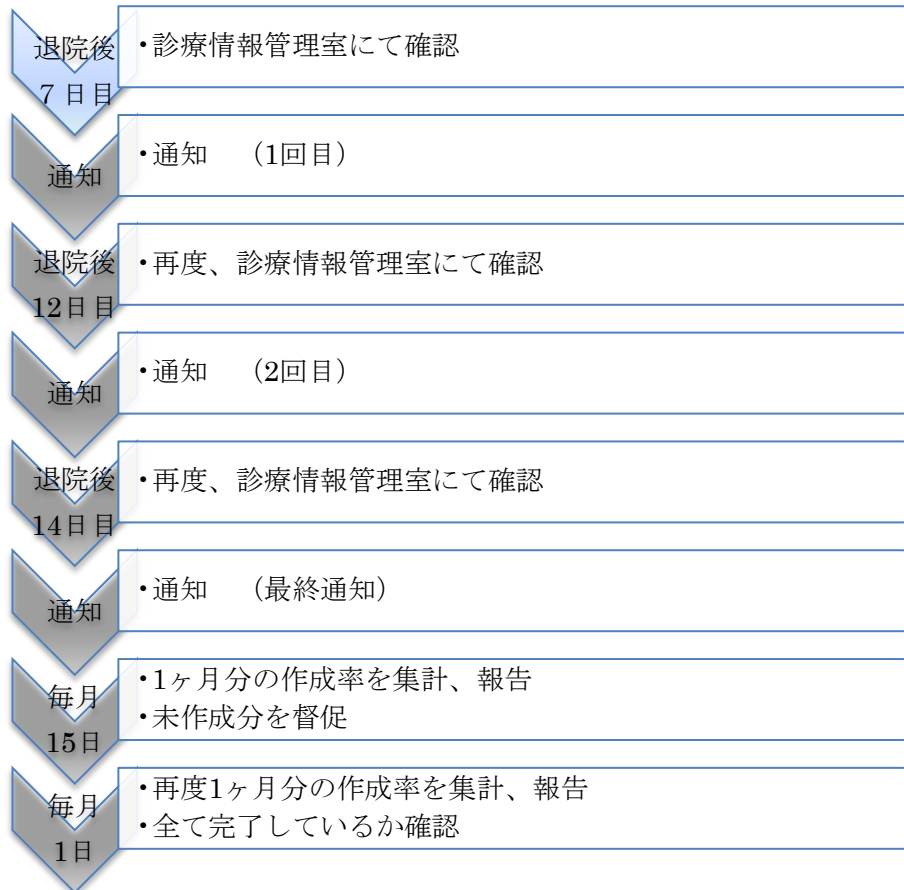 退院後
7 日目
・診療情報管理室にて確認
通知
・通知　（1回目）
退院後
12日目
・再度、診療情報管理室にて確認
通知
・通知　（2回目）
退院後
14日目
・再度、診療情報管理室にて確認
通知
・通知　（最終通知）
毎月
15日
・1ヶ月分の作成率を集計、報告
・未作成分を督促
毎月
1日
・再度1ヶ月分の作成率を集計、報告
・全て完了しているか確認